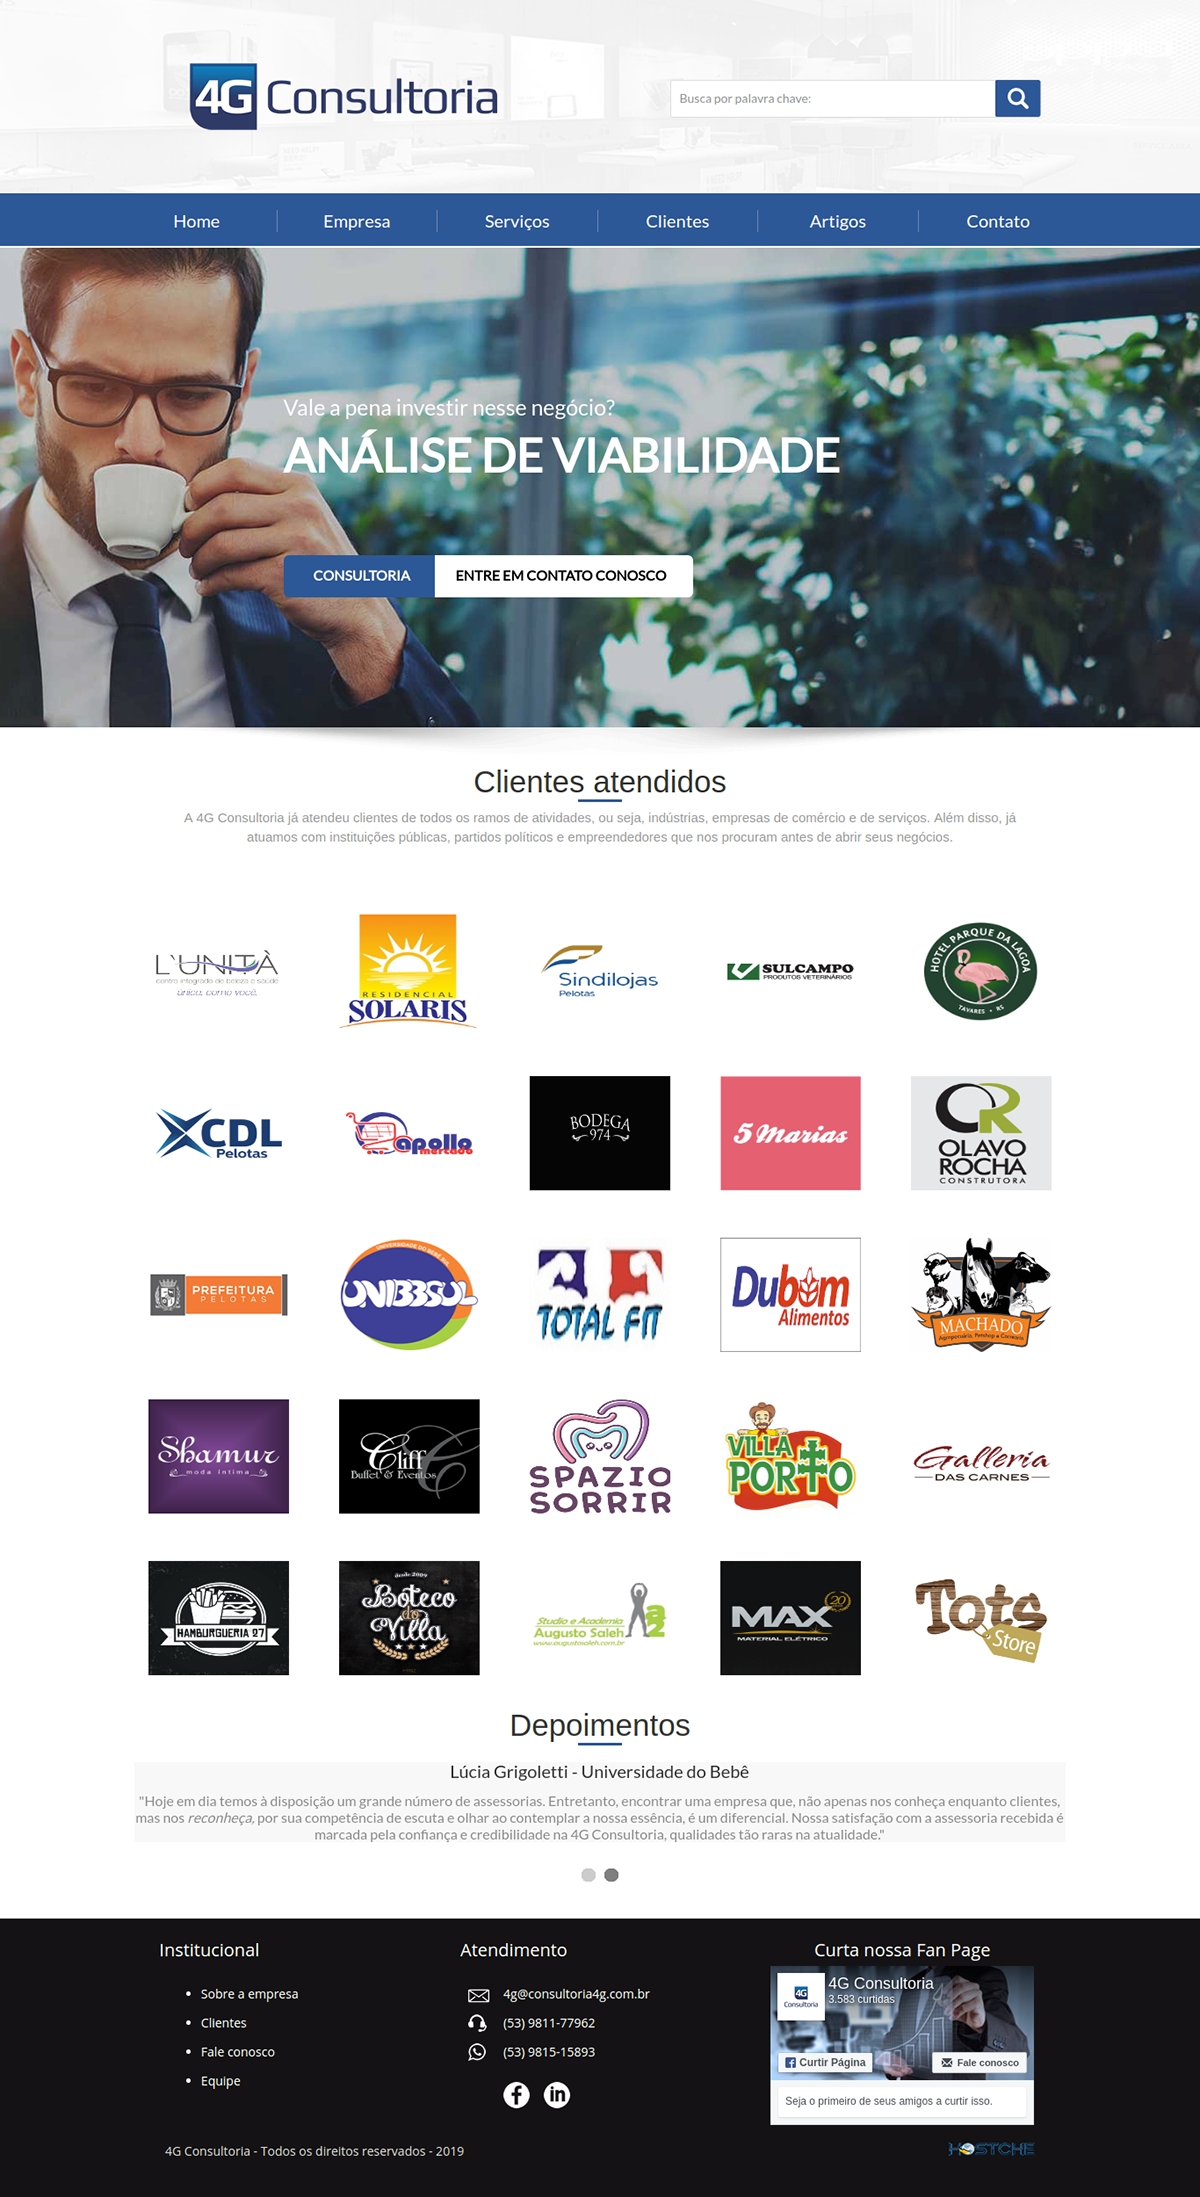 4G Consultoria
Busca por palavra chave:
Home
Empresa
Serviços
Clientes
Artigos
Contato
Vale a pena investir nesse negócio?
ANÁLISE DE VIABILIDADE
CONSULTORIA
ENTRE EM CONTATO CONOSCO
Clientes atendidos
A 4G Consultoria já atendeu clientes de todos os ramos de atividades, ou seja, indústrias, empresas de comércio e de serviços. Além disso, já
atuamos com instituições públicas, partidos políticos e empreendedores que nos procuram antes de abrir seus negócios.
L'UNITÀ
centro integrado de beleza e saúde
única, como você.
RESIDENCIAL
SOLARIS
Sindilojas
Pelotas
SULCAMPO
PRODUTOS VETERINÁRIOS
HOTEL PARQUE DA LAGOA
TAVARES • RS
CDL
Pelotas
apollo
mercado
BODEGA
974
5 Marias
OLAVO
ROCHA
CONSTRUTORA
PREFEITURA
PELOTAS
UNIVERSIDADE DO BEBÊ SUL
UNIBBSUL
TOTAL FIT
Dubom
Alimentos
MACHADO
Agropecuária, Petshop e Correaria
Shamur
moda íntima
Cliff
Buffet & Eventos
SPAZIO
SORRIR
VILLA
PORTO
Galleria
DAS CARNES
HAMBURGUERIA 27
desde 2009
Boteco
do
Villa
Studio e Academia
Augusto Saleh
www.augustosaleh.com.br
MAX
20
MATERIAL ELÉTRICO
Tots
Store
Depoimentos
Lúcia Grigoletti - Universidade do Bebê
"Hoje em dia temos à disposição um grande número de assessorias. Entretanto, encontrar uma empresa que, não apenas nos conheça enquanto clientes,
mas nos reconheça, por sua competência de escuta e olhar ao contemplar a nossa essência, é um diferencial. Nossa satisfação com a assessoria recebida é
marcada pela confiança e credibilidade na 4G Consultoria, qualidades tão raras na atualidade."
Institucional
Sobre a empresa
Clientes
Fale conosco
Equipe
Atendimento
4g@consultoria4g.com.br
(53) 9811-77962
(53) 9815-15893
Curta nossa Fan Page
4G
Consultoria
4G Consultoria
3.583 curtidas
Curtir Página
Fale conosco
Seja o primeiro de seus amigos a curtir isso.
4G Consultoria - Todos os direitos reservados - 2019
HOSTCHE